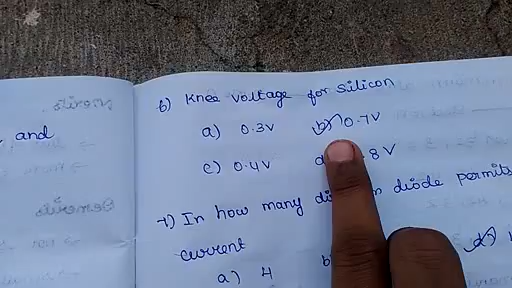 and
6) Knee voltage for silicon
a) 0.3V b) 0.7V
c) 0.4V 8V
7) In how many diode permits
current
a) 4 b